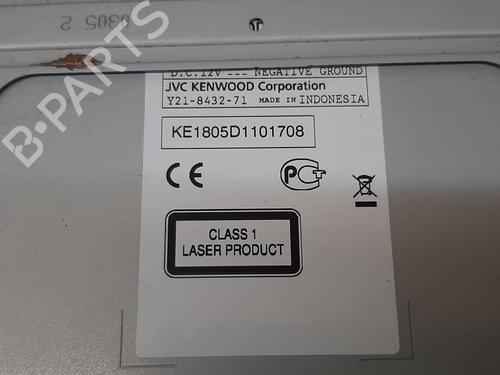 0305 2
B-PARTS
D.C.12V --- NEGATIVE GROUND
JVC KENWOOD Corporation
Y21-8432-71 MADE IN INDONESIA
KE1805D1101708
CE
PCT
CLASS 1
LASER PRODUCT